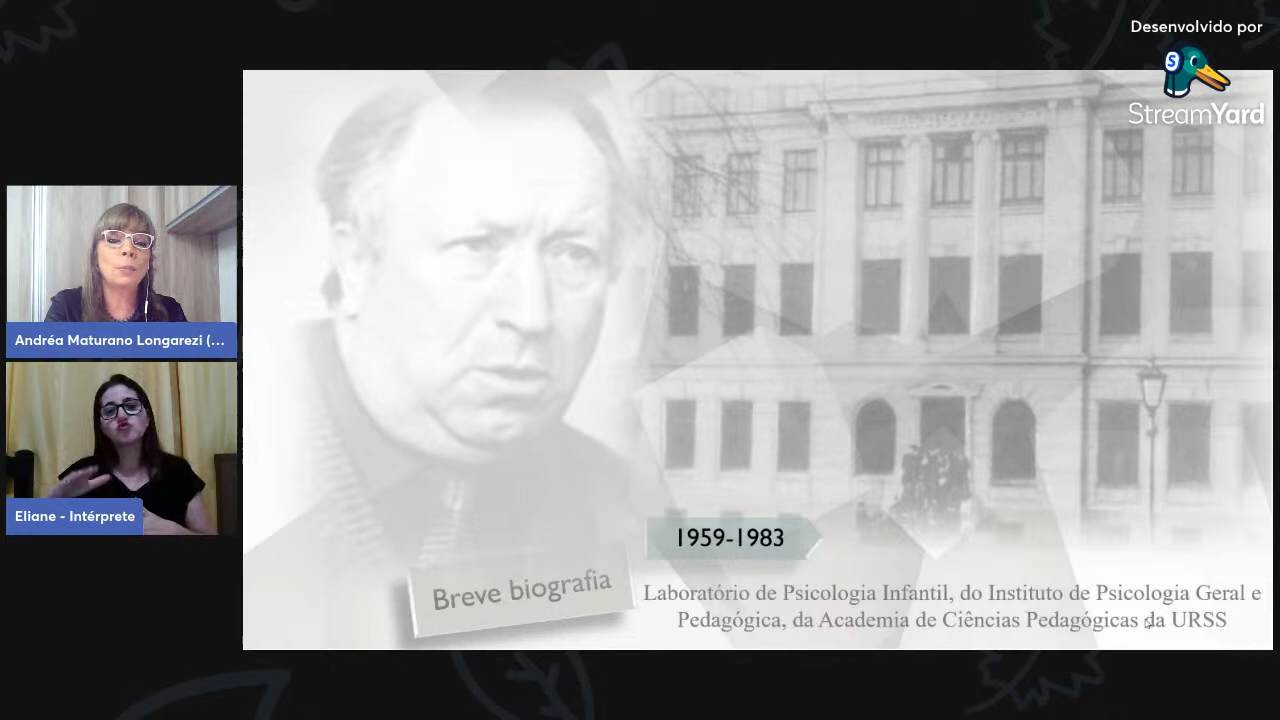 Desenvolvido por
S
StreamYard
Andréa Maturano Longarezi (...
Eliane - Intérprete
1959-1983
Breve biografia
Laboratório de Psicologia Infantil, do Instituto de Psicologia Geral e
Pedagógica, da Academia de Ciências Pedagógicas da URSS